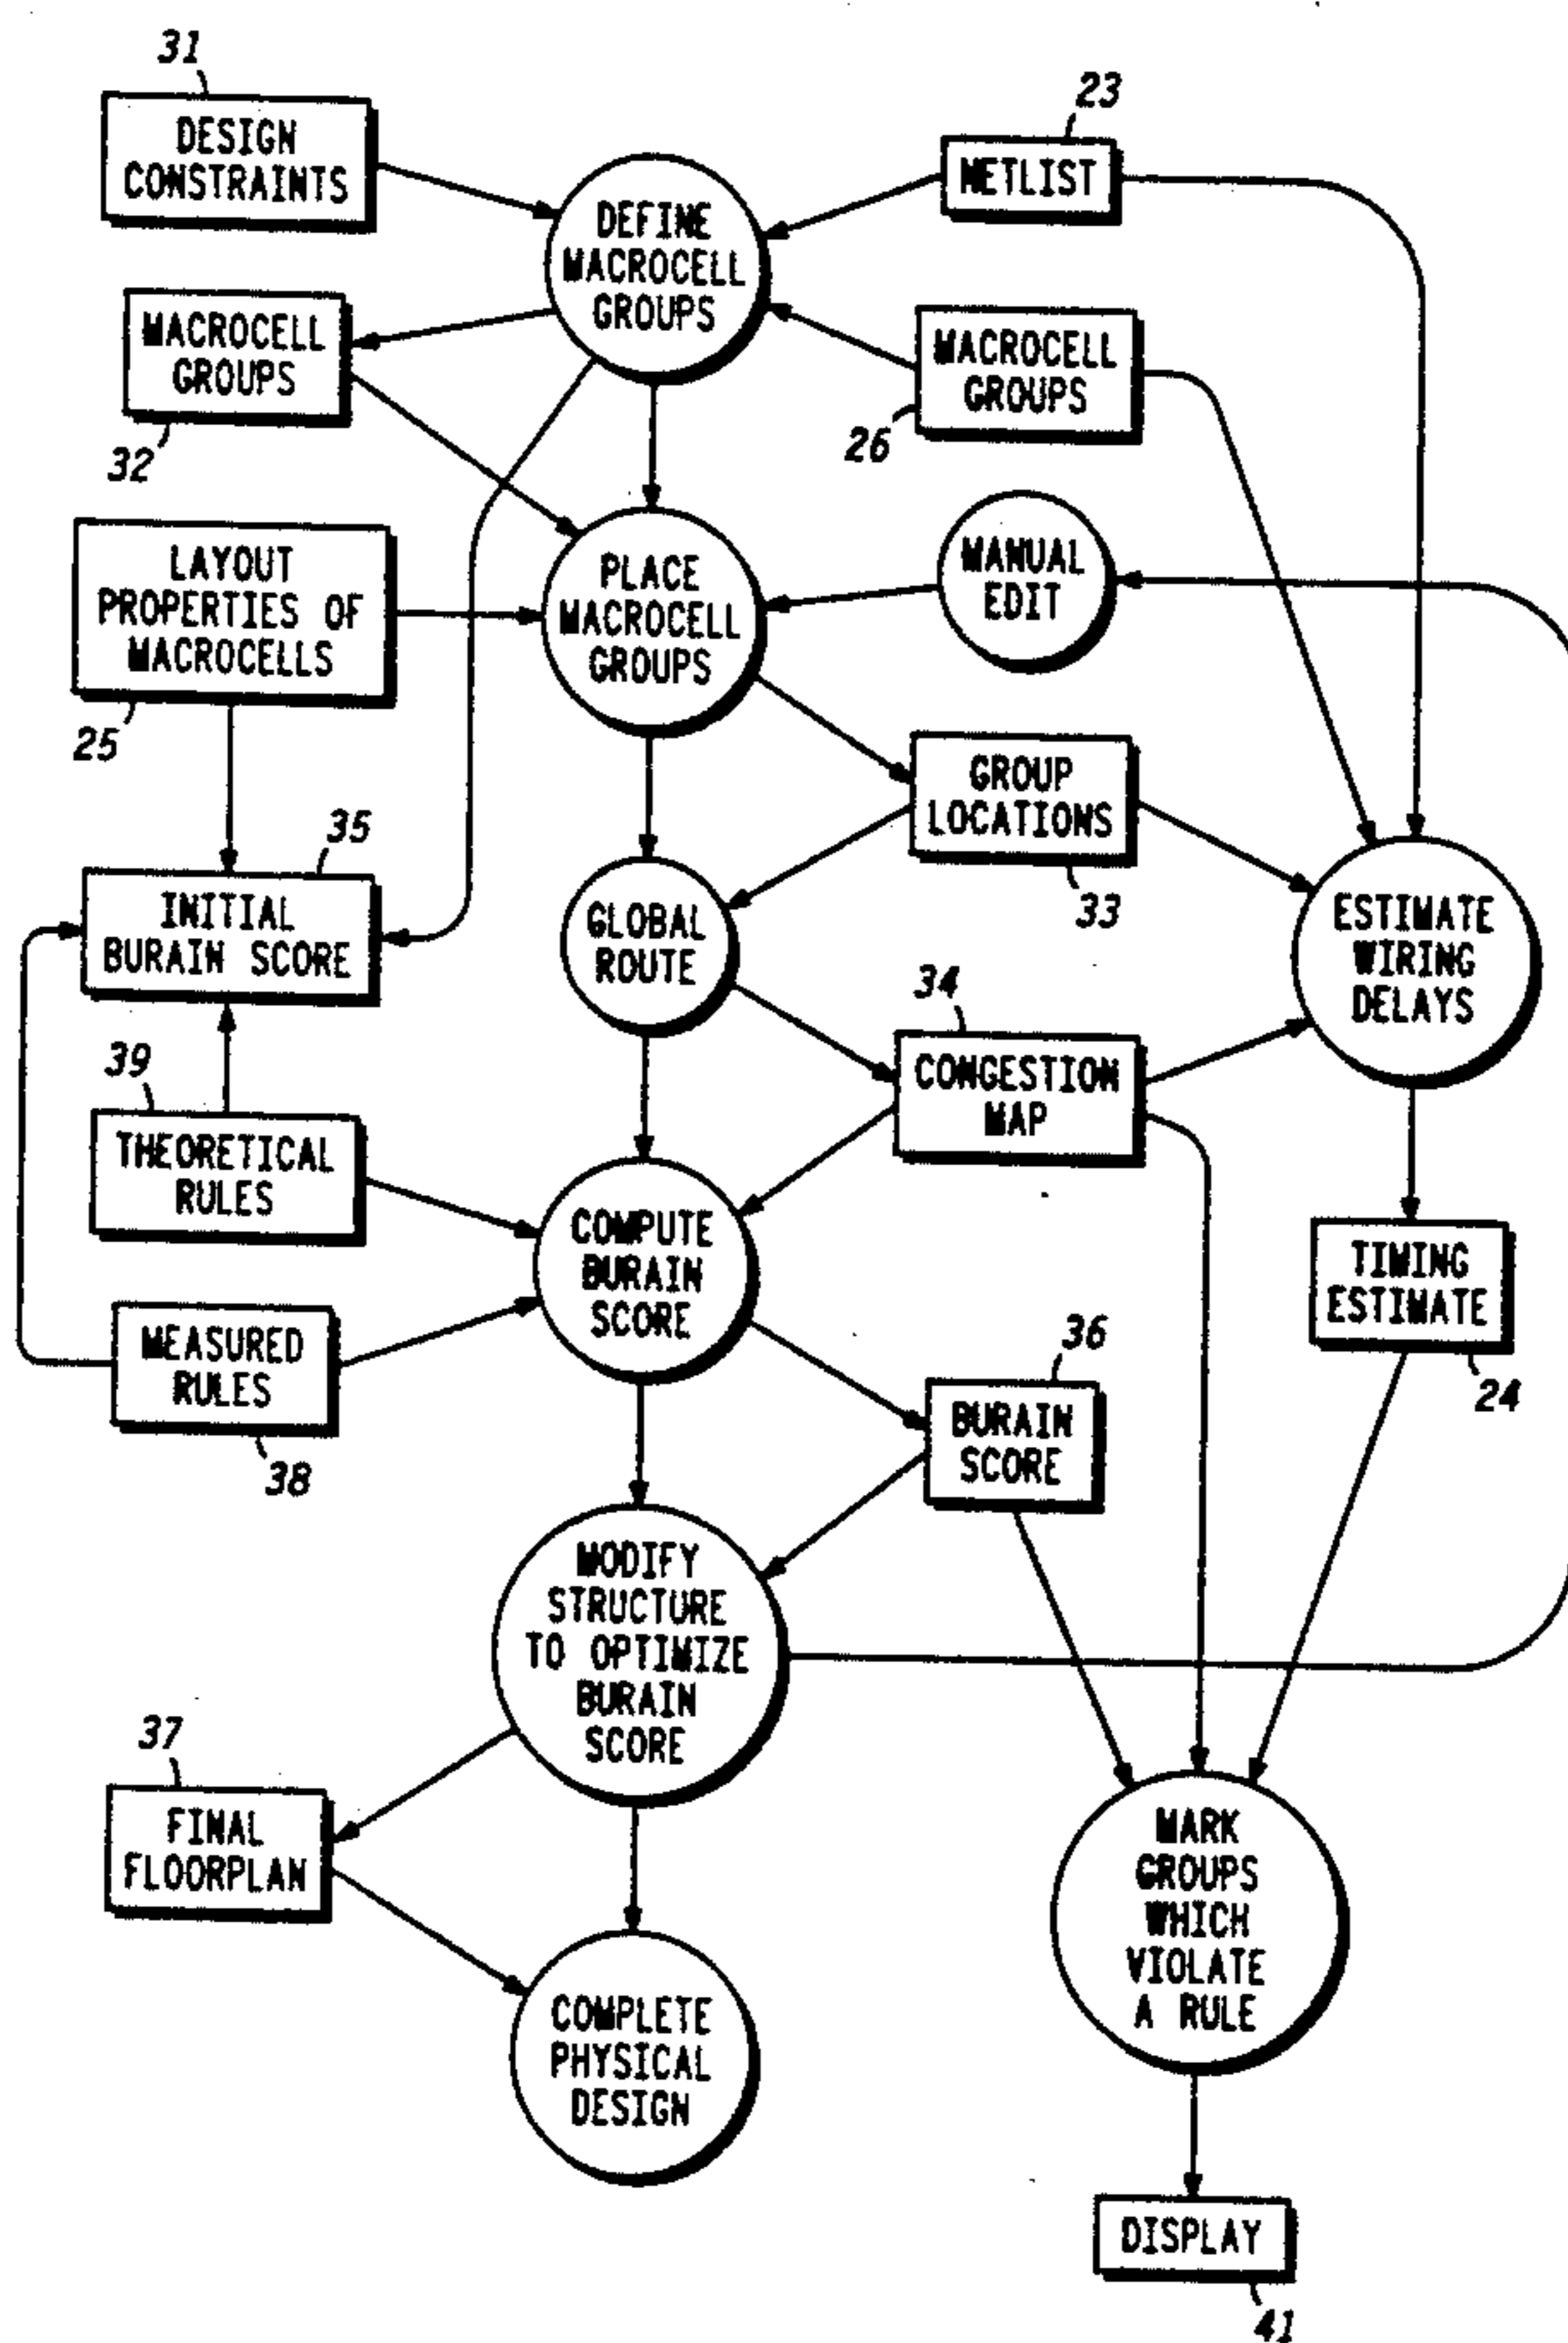 31
DESIGN
CONSTRAINTS
23
NETLIST
DEFINE
MACROCELL
GROUPS
MACROCELL
GROUPS
32
MACROCELL
GROUPS
26
LAYOUT
PROPERTIES OF
MACROCELLS
25
PLACE
MACROCELL
GROUPS
MANUAL
EDIT
GROUP
LOCATIONS
33
35
INITIAL
BURAIN SCORE
GLOBAL
ROUTE
ESTIMATE
WIRING
DELAYS
34
CONGESTION
MAP
39
THEORETICAL
RULES
COMPUTE
BURAIN
SCORE
TIMING
ESTIMATE
24
MEASURED
RULES
38
36
BURAIN
SCORE
MODIFY
STRUCTURE
TO OPTIMIZE
BURAIN
SCORE
37
FINAL
FLOORPLAN
MARK
GROUPS
WHICH
VIOLATE
A RULE
COMPLETE
PHYSICAL
DESIGN
DISPLAY
41